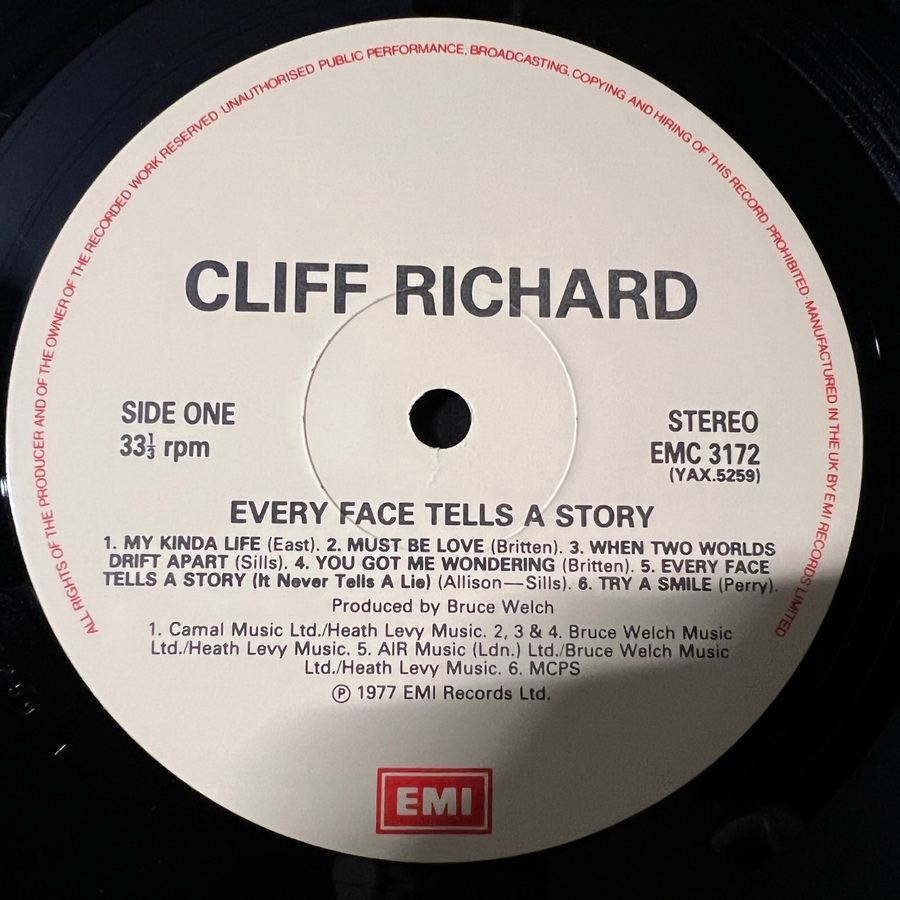 ALL RIGHTS OF THE PRODUCER AND OF THE OWNER OF THE RECORDED WORK RESERVED · UNAUTHORISED PUBLIC PERFORMANCE, BROADCASTING, COPYING AND HIRING OF THIS RECORD PROHIBITED · MANUFACTURED IN THE UK BY EMI RECORDS LIMITED
CLIFF RICHARD
SIDE ONE
33⅓ rpm
STEREO
EMC 3172
(YAX.5259)
EVERY FACE TELLS A STORY
1. MY KINDA LIFE (East). 2. MUST BE LOVE (Britten). 3. WHEN TWO WORLDS
DRIFT APART (Sills). 4. YOU GOT ME WONDERING (Britten). 5. EVERY FACE
TELLS A STORY (It Never Tells A Lie) (Allison—Sills). 6. TRY A SMILE (Perry).
Produced by Bruce Welch
1. Camal Music Ltd./Heath Levy Music. 2, 3 & 4. Bruce Welch Music
Ltd./Heath Levy Music. 5. AIR Music (Ldn.) Ltd./Bruce Welch Music
Ltd./Heath Levy Music. 6. MCPS
℗ 1977 EMI Records Ltd.
EMI